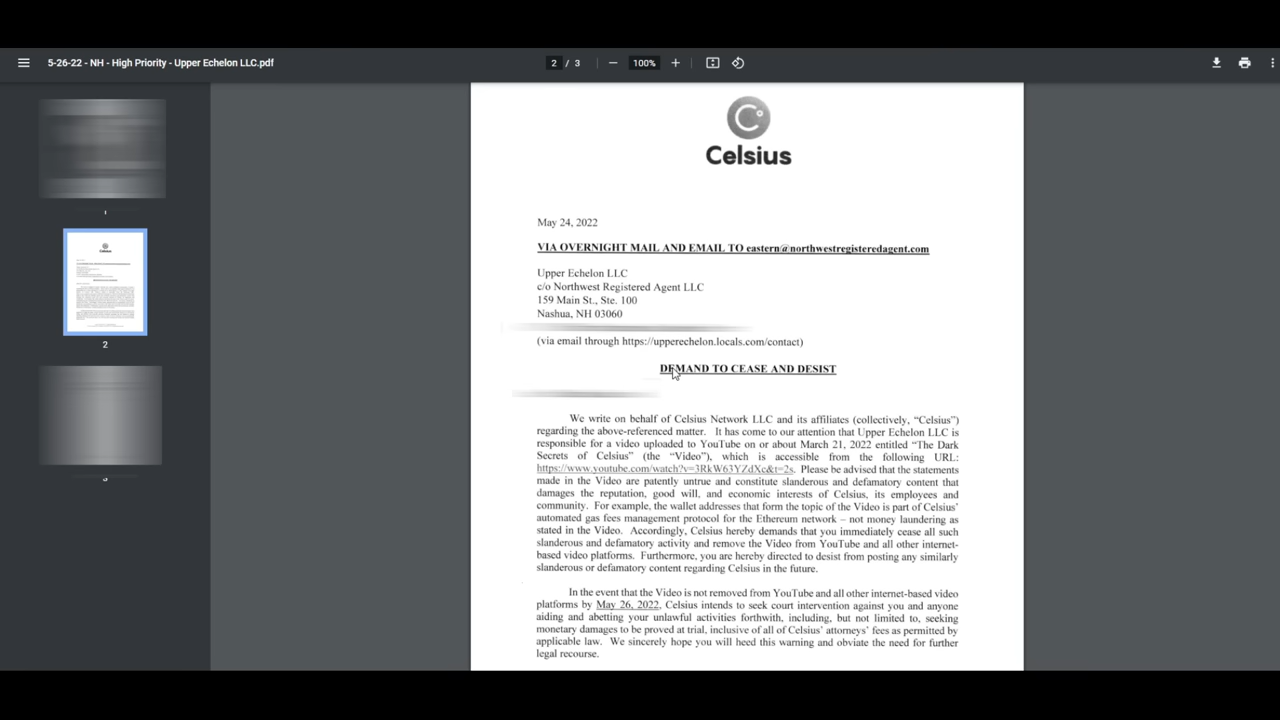 5-26-22 - NH - High Priority - Upper Echelon LLC.pdf
2 / 3
100%
1
2
Celsius
May 24, 2022
VIA OVERNIGHT MAIL AND EMAIL TO eastern@northwestregisteredagent.com
Upper Echelon LLC
c/o Northwest Registered Agent LLC
159 Main St., Ste. 100
Nashua, NH 03060
(via email through https://upperechelon.locals.com/contact)
DEMAND TO CEASE AND DESIST
We write on behalf of Celsius Network LLC and its affiliates (collectively, “Celsius”)
regarding the above-referenced matter. It has come to our attention that Upper Echelon LLC is
responsible for a video uploaded to YouTube on or about March 21, 2022 entitled “The Dark
Secrets of Celsius” (the “Video”), which is accessible from the following URL:
https://www.youtube.com/watch?v=3RkW63YZdXc&t=2s. Please be advised that the statements
made in the Video are patently untrue and constitute slanderous and defamatory content that
damages the reputation, good will, and economic interests of Celsius, its employees and
community. For example, the wallet addresses that form the topic of the Video is part of Celsius’
automated gas fees management protocol for the Ethereum network – not money laundering as
stated in the Video. Accordingly, Celsius hereby demands that you immediately cease all such
slanderous and defamatory activity and remove the Video from YouTube and all other internet-
based video platforms. Furthermore, you are hereby directed to desist from posting any similarly
slanderous or defamatory content regarding Celsius in the future.
In the event that the Video is not removed from YouTube and all other internet-based video
platforms by May 26, 2022, Celsius intends to seek court intervention against you and anyone
aiding and abetting your unlawful activities forthwith, including, but not limited to, seeking
monetary damages to be proved at trial, inclusive of all of Celsius’ attorneys’ fees as permitted by
applicable law. We sincerely hope you will heed this warning and obviate the need for further
legal recourse.